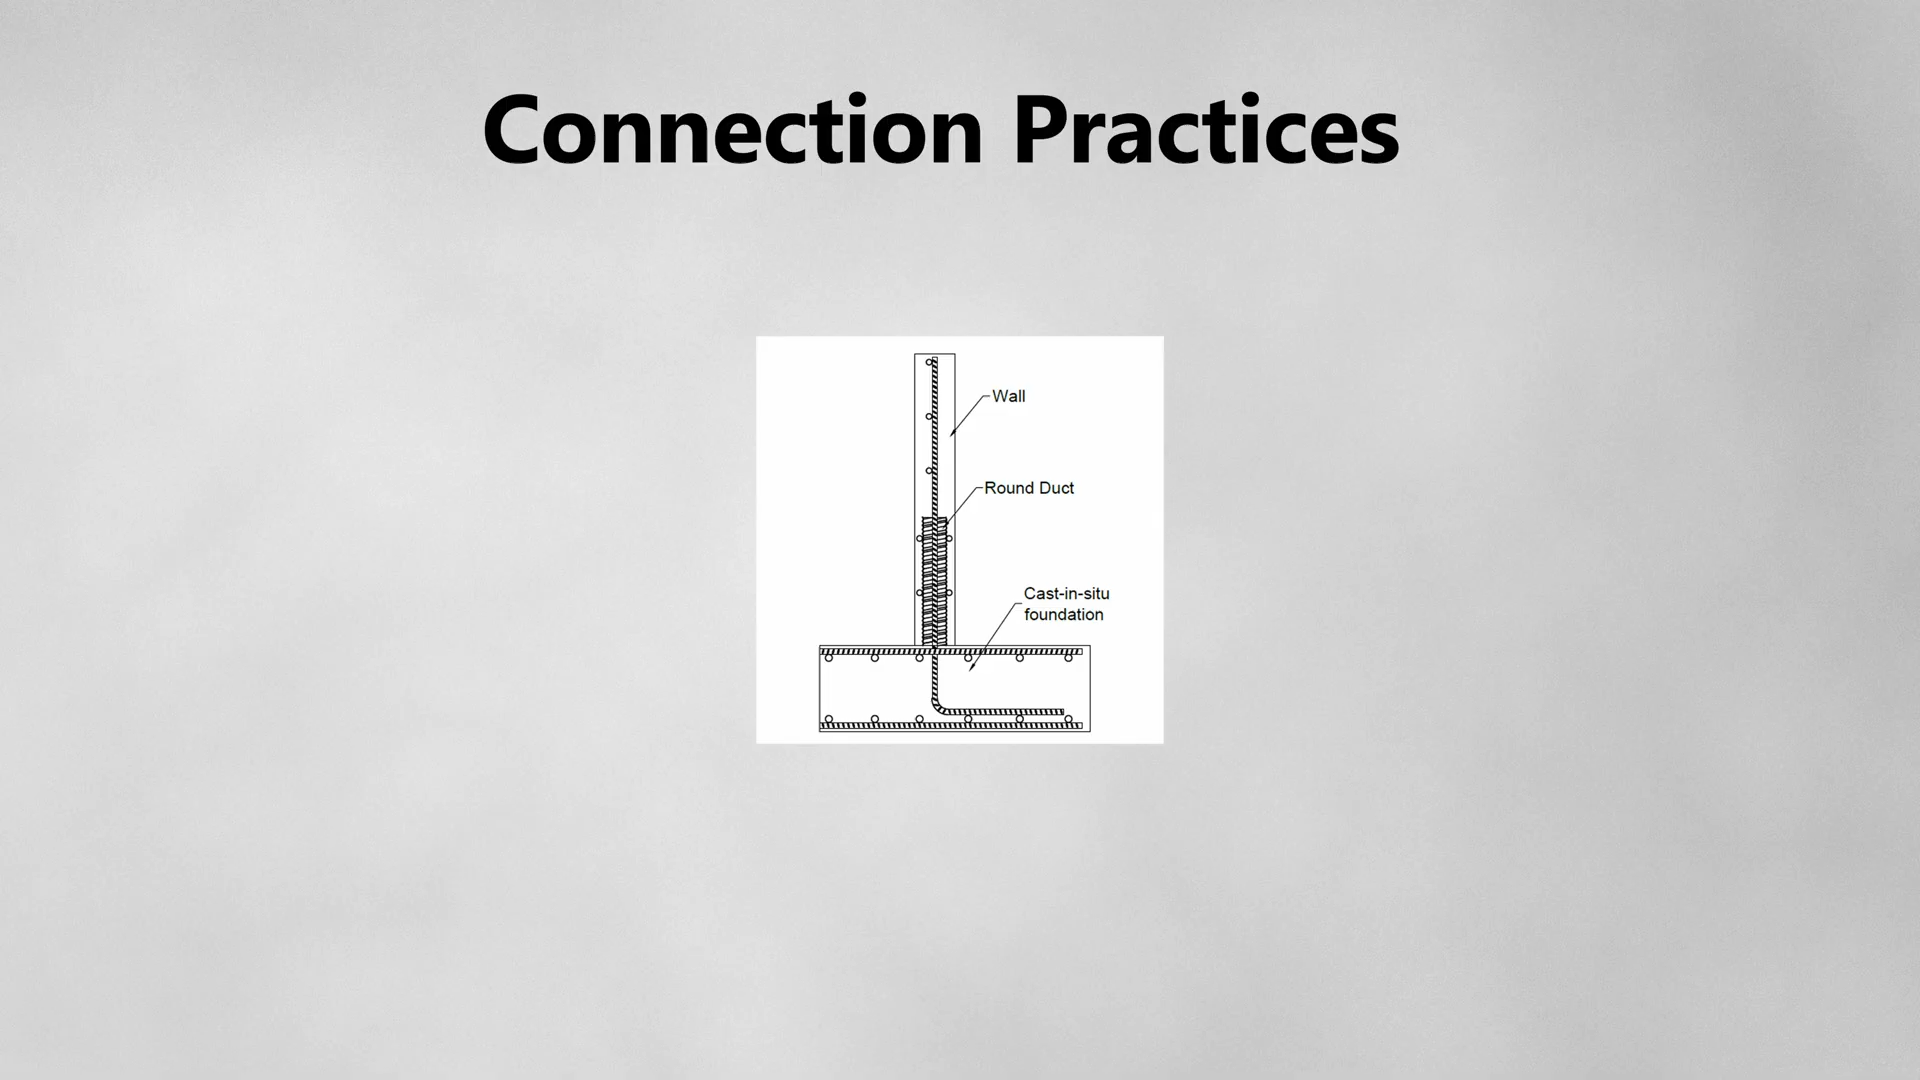 Connection Practices
Wall
Round Duct
Cast-in-situ
foundation